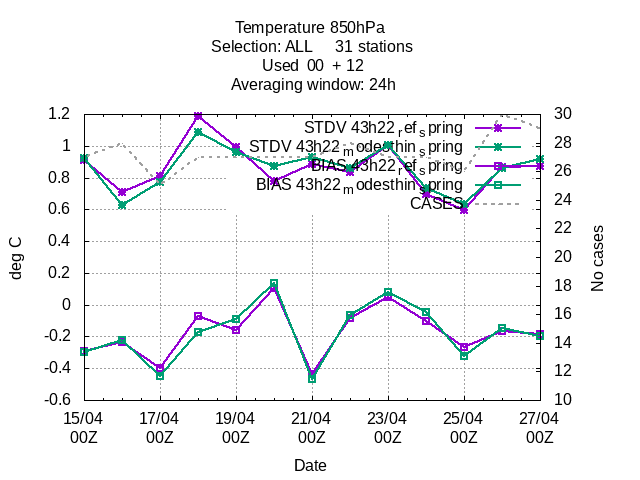 Temperature 850hPa
Selection: ALL 31 stations
Used 00 + 12
Averaging window: 24h
STDV 43h22_ref_spring
STDV 43h22_modesthin_spring
BIAS 43h22_ref_spring
BIAS 43h22_modesthin_spring
CASES
1.2
1
0.8
0.6
0.4
0.2
0
-0.2
-0.4
-0.6
deg C
30
28
26
24
22
20
18
16
14
12
10
No cases
15/04 17/04 19/04 21/04 23/04 25/04 27/04
00Z 00Z 00Z 00Z 00Z 00Z 00Z
Date